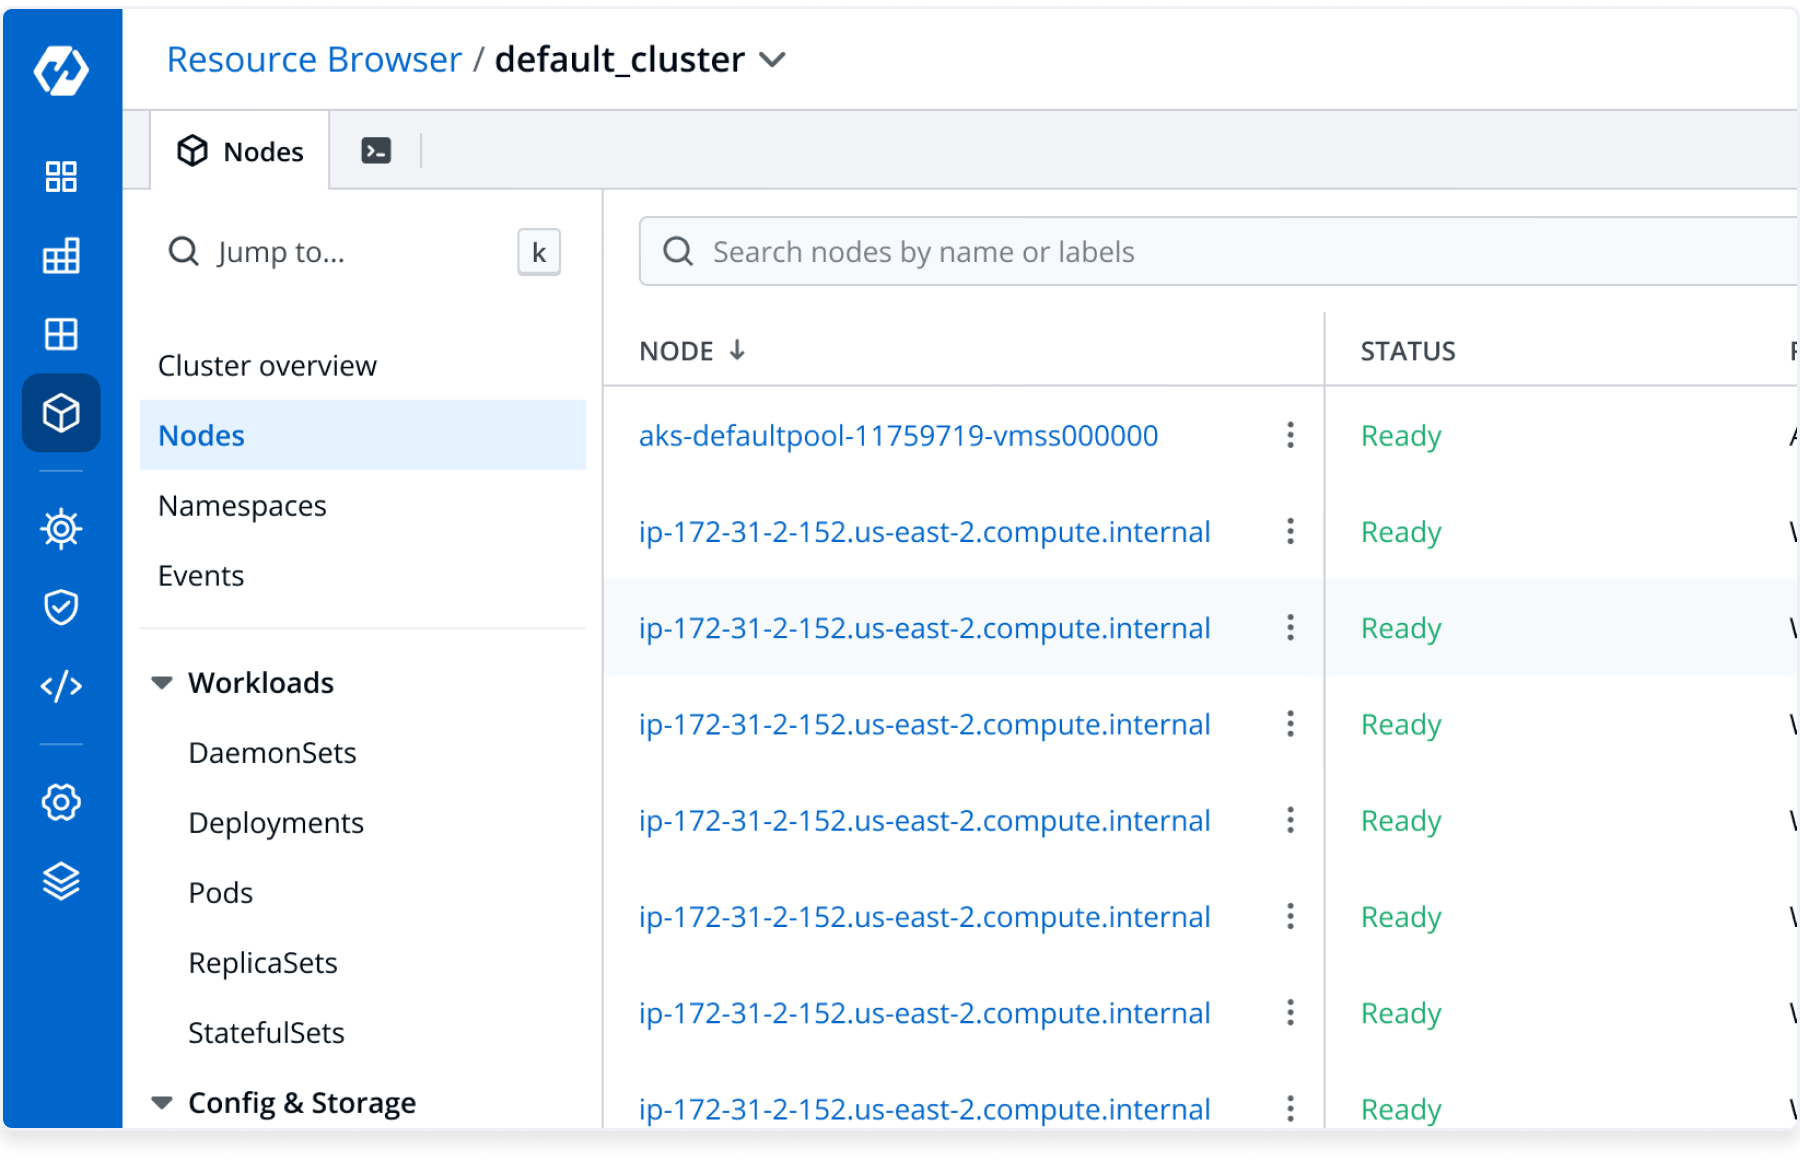 Resource Browser / default_cluster
Nodes
Jump to...
k
Cluster overview
Nodes
Namespaces
Events
Workloads
DaemonSets
Deployments
Pods
ReplicaSets
StatefulSets
Config & Storage
Search nodes by name or labels
NODE STATUS
aks-defaultpool-11759719-vmss000000 Ready
ip-172-31-2-152.us-east-2.compute.internal Ready
ip-172-31-2-152.us-east-2.compute.internal Ready
ip-172-31-2-152.us-east-2.compute.internal Ready
ip-172-31-2-152.us-east-2.compute.internal Ready
ip-172-31-2-152.us-east-2.compute.internal Ready
ip-172-31-2-152.us-east-2.compute.internal Ready
ip-172-31-2-152.us-east-2.compute.internal Ready